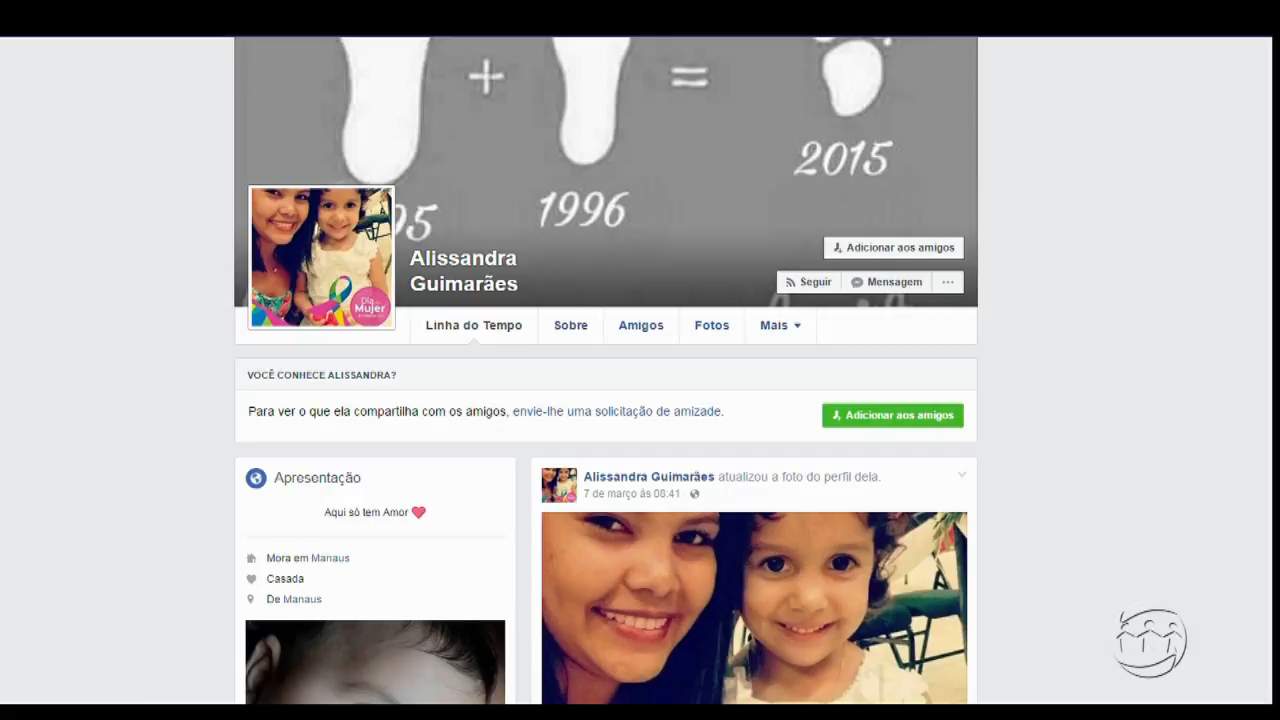 + =
2015
95
1996
Alissandra
Guimarães
Adicionar aos amigos
Seguir
Mensagem
...
Dia
Mujer
Linha do Tempo
Sobre
Amigos
Fotos
Mais
VOCÊ CONHECE ALISSANDRA?
Para ver o que ela compartilha com os amigos, envie-lhe uma solicitação de amizade.
Adicionar aos amigos
Apresentação
Aqui só tem Amor
Mora em Manaus
Casada
De Manaus
Alissandra Guimarães atualizou a foto do perfil dela.
7 de março às 08:41